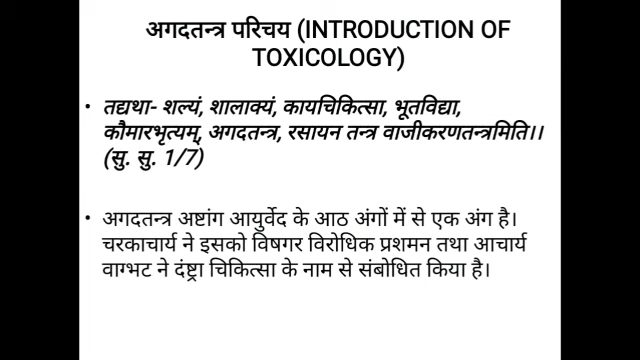 अगदतन्त्र परिचय (INTRODUCTION OF
TOXICOLOGY)
• तद्यथा- शल्यं, शालाक्यं, कायचिकित्सा, भूतविद्या,
कौमारभृत्यम्, अगदतन्त्र, रसायन तन्त्र वाजीकरणतन्त्रमिति।।
(सु. सु. 1/7)
• अगदतन्त्र अष्टांग आयुर्वेद के आठ अंगों में से एक अंग है।
चरकाचार्य ने इसको विषगर विरोधिक प्रशमन तथा आचार्य
वाग्भट ने दंष्ट्रा चिकित्सा के नाम से संबोधित किया है।